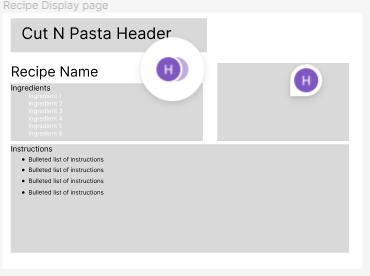 Recipe Display page
Cut N Pasta Header
H
H
Recipe Name
Ingredients
Ingredient 1
Ingredient 2
Ingredient 3
Ingredient 4
Ingredient 5
Ingredient 6
Instructions
Bulleted list of instructions
Bulleted list of instructions
Bulleted list of instructions
Bulleted list of instructions